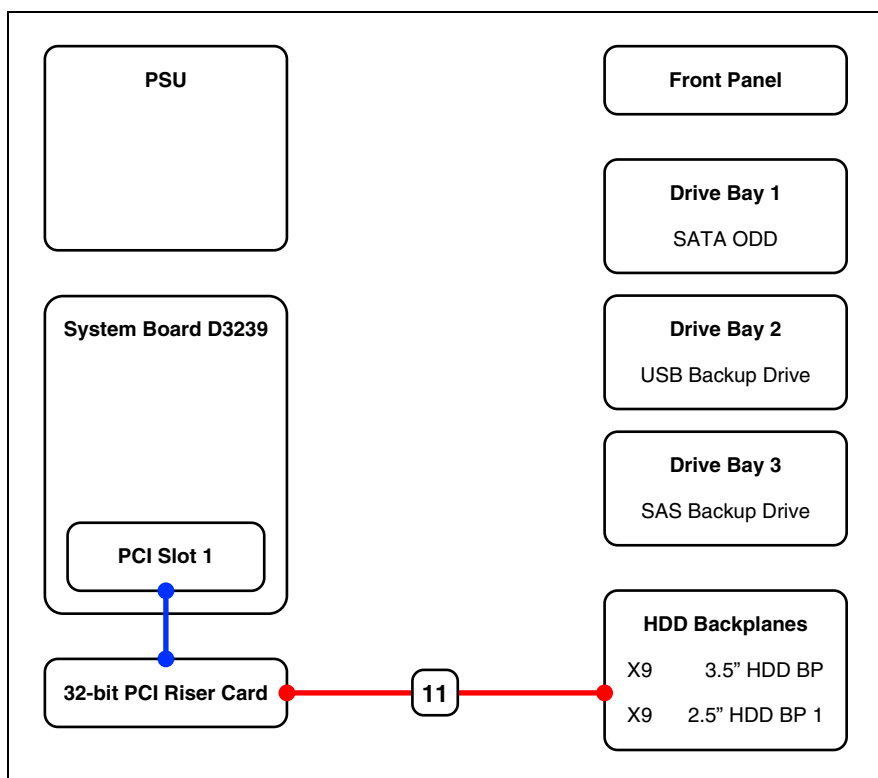 PSU
Front Panel
Drive Bay 1
SATA ODD
System Board D3239
Drive Bay 2
USB Backup Drive
Drive Bay 3
SAS Backup Drive
PCI Slot 1
HDD Backplanes
X9 3.5” HDD BP
X9 2.5” HDD BP 1
32-bit PCI Riser Card
11